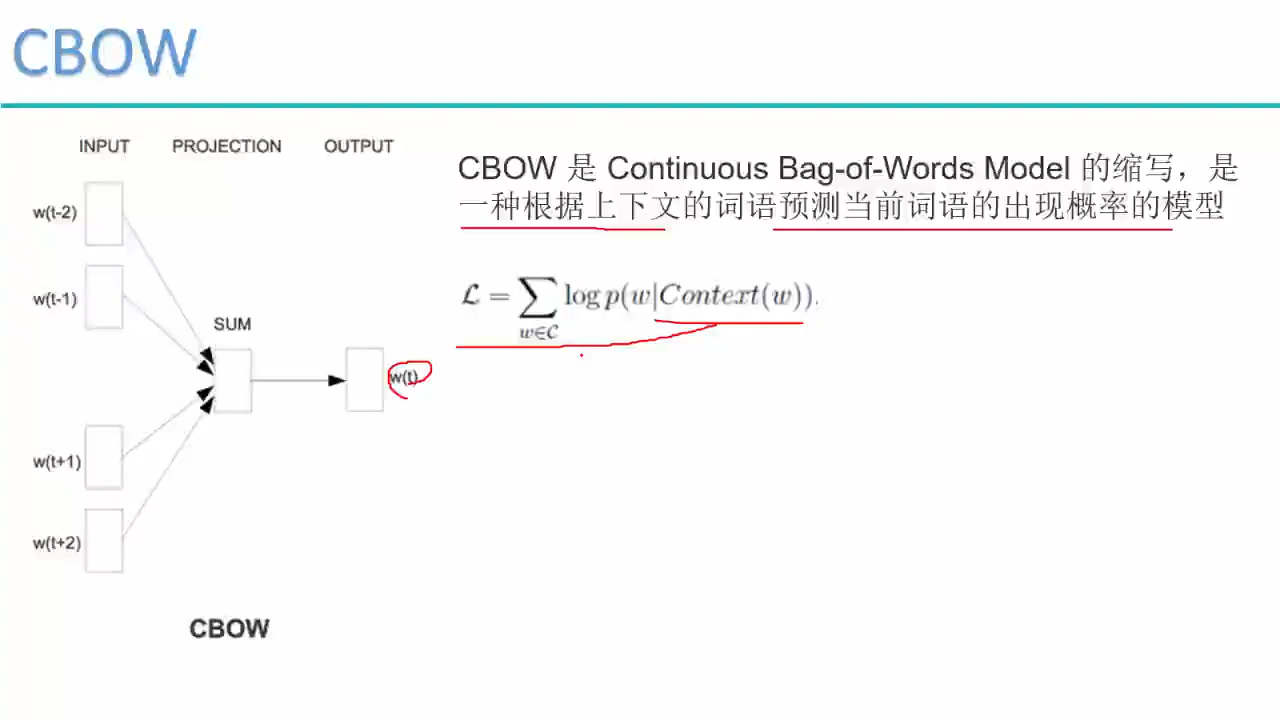 CBOW
INPUT PROJECTION OUTPUT
w(t-2)
w(t-1)
SUM
w(t)
w(t+1)
w(t+2)
CBOW
CBOW 是 Continuous Bag-of-Words Model 的缩写，是
一种根据上下文的词语预测当前词语的出现概率的模型
ℒ = ∑_{w∈𝒞} log p(w|Context(w)).